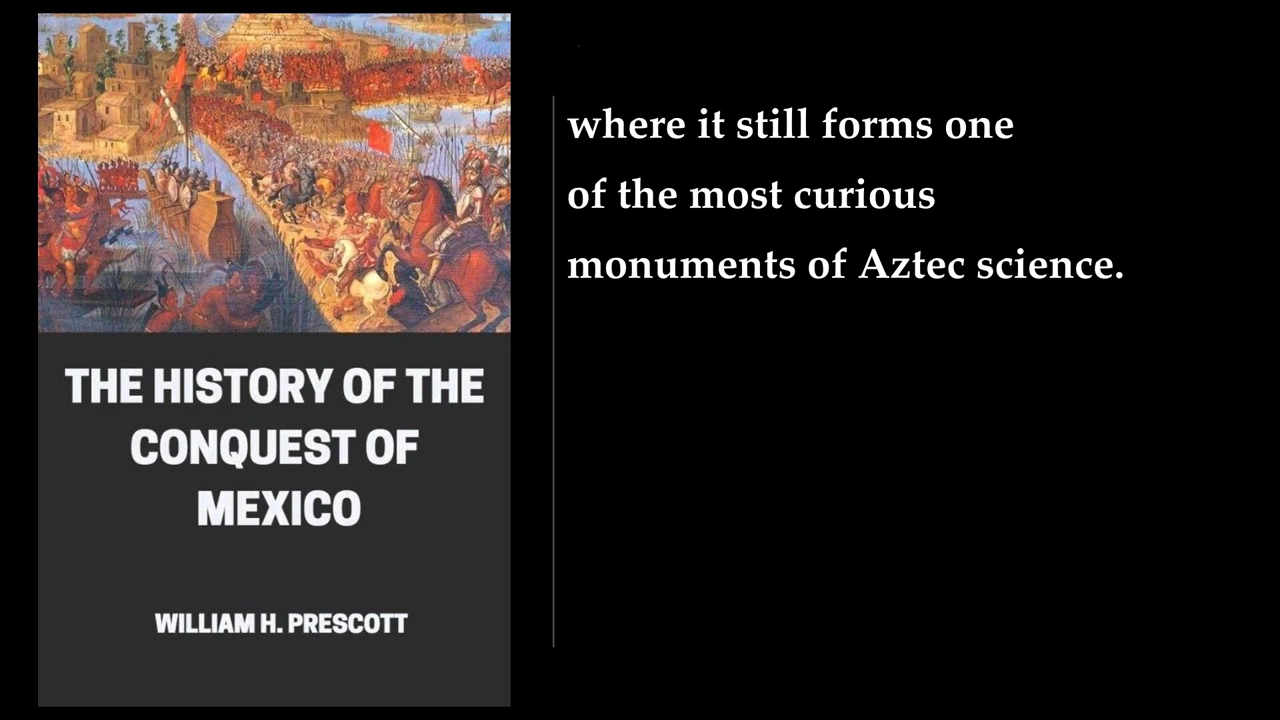 THE HISTORY OF THE
CONQUEST OF
MEXICO
WILLIAM H. PRESCOTT
where it still forms one
of the most curious
monuments of Aztec science.